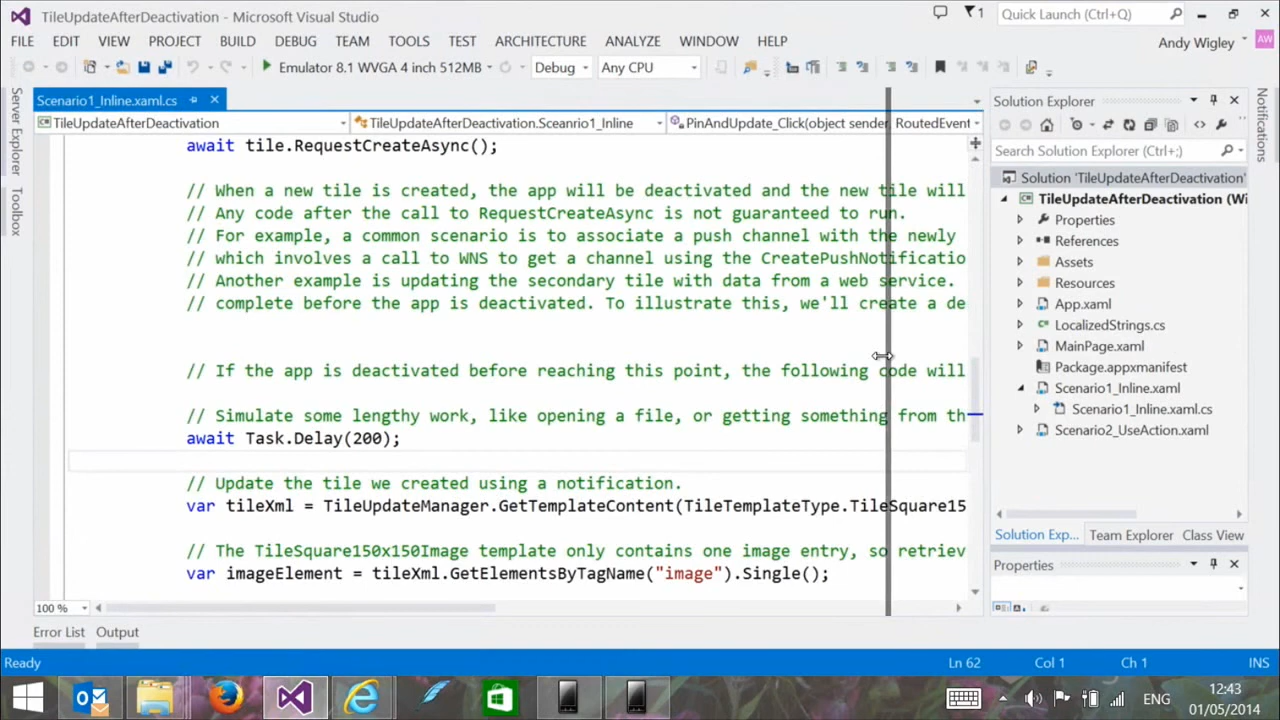 TileUpdateAfterDeactivation - Microsoft Visual Studio
1
Quick Launch (Ctrl+Q)
FILE EDIT VIEW PROJECT BUILD DEBUG TEAM TOOLS TEST ARCHITECTURE ANALYZE WINDOW HELP
Andy Wigley
AW
Emulator 8.1 WVGA 4 inch 512MB
Debug
Any CPU
Server Explorer
Toolbox
Scenario1_Inline.xaml.cs
TileUpdateAfterDeactivation
TileUpdateAfterDeactivation.Sceanrio1_Inline
PinAndUpdate_Click(object sender, RoutedEvent
await tile.RequestCreateAsync();
// When a new tile is created, the app will be deactivated and the new tile will
// Any code after the call to RequestCreateAsync is not guaranteed to run.
// For example, a common scenario is to associate a push channel with the newly
// which involves a call to WNS to get a channel using the CreatePushNotificatio
// Another example is updating the secondary tile with data from a web service.
// complete before the app is deactivated. To illustrate this, we'll create a de
// If the app is deactivated before reaching this point, the following code will
// Simulate some lengthy work, like opening a file, or getting something from th
await Task.Delay(200);
// Update the tile we created using a notification.
var tileXml = TileUpdateManager.GetTemplateContent(TileTemplateType.TileSquare15
// The TileSquare150x150Image template only contains one image entry, so retriev
var imageElement = tileXml.GetElementsByTagName("image").Single();
100 %
Solution Explorer
Search Solution Explorer (Ctrl+;)
Solution 'TileUpdateAfterDeactivation'
TileUpdateAfterDeactivation (Wi
Properties
References
Assets
Resources
App.xaml
LocalizedStrings.cs
MainPage.xaml
Package.appxmanifest
Scenario1_Inline.xaml
Scenario1_Inline.xaml.cs
Scenario2_UseAction.xaml
Solution Exp... Team Explorer Class View
Properties
Notifications
Error List Output
Ready
Ln 62 Col 1 Ch 1 INS
ENG
12:43
01/05/2014